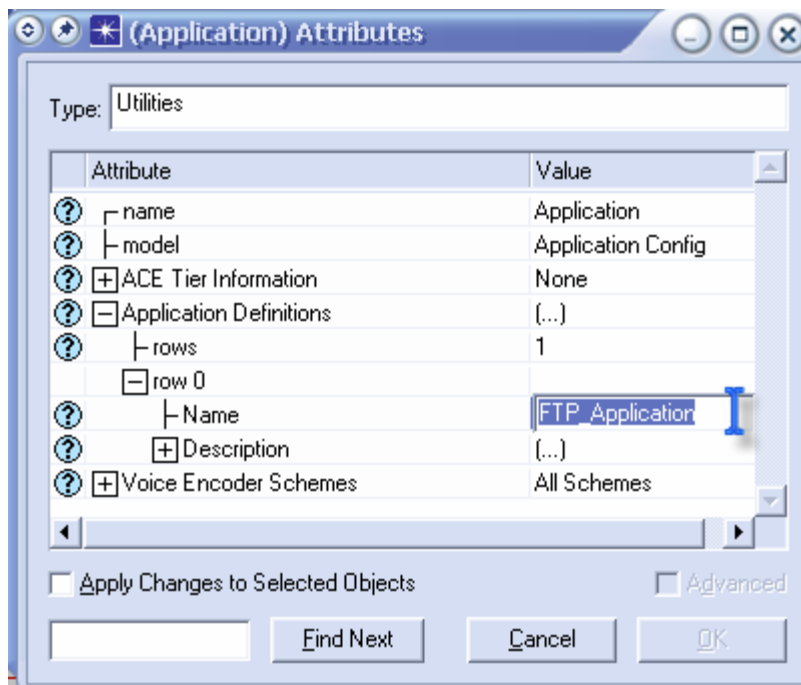 (Application) Attributes
Type: Utilities
Attribute Value
name Application
model Application Config
ACE Tier Information None
Application Definitions (...)
rows 1
row 0
Name FTP_Application
Description (...)
Voice Encoder Schemes All Schemes
Apply Changes to Selected Objects Advanced
Find Next Cancel OK